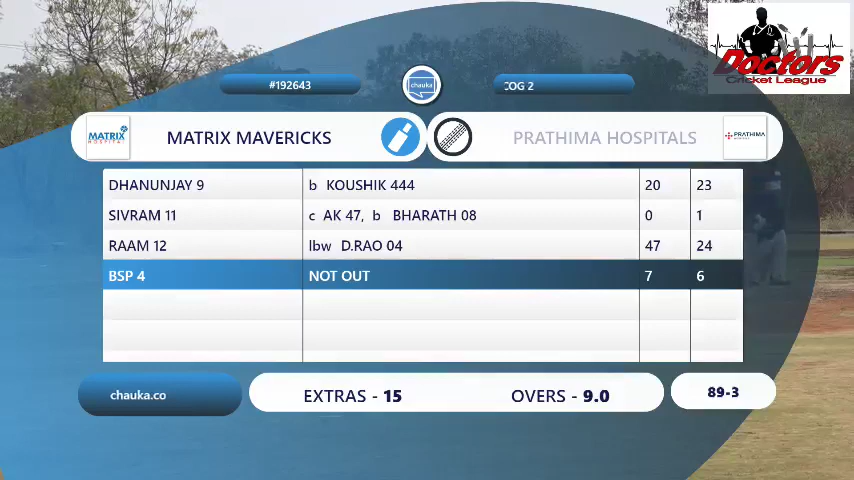 Doctors
Cricket League
#192643
chauka
COG 2
MATRIX
HOSPITAL
MATRIX MAVERICKS
PRATHIMA HOSPITALS
PRATHIMA
DHANUNJAY 9 b KOUSHIK 444 20 23
SIVRAM 11 c AK 47, b BHARATH 08 0 1
RAAM 12 lbw D.RAO 04 47 24
BSP 4 NOT OUT 7 6
chauka.co
EXTRAS - 15
OVERS - 9.0
89-3